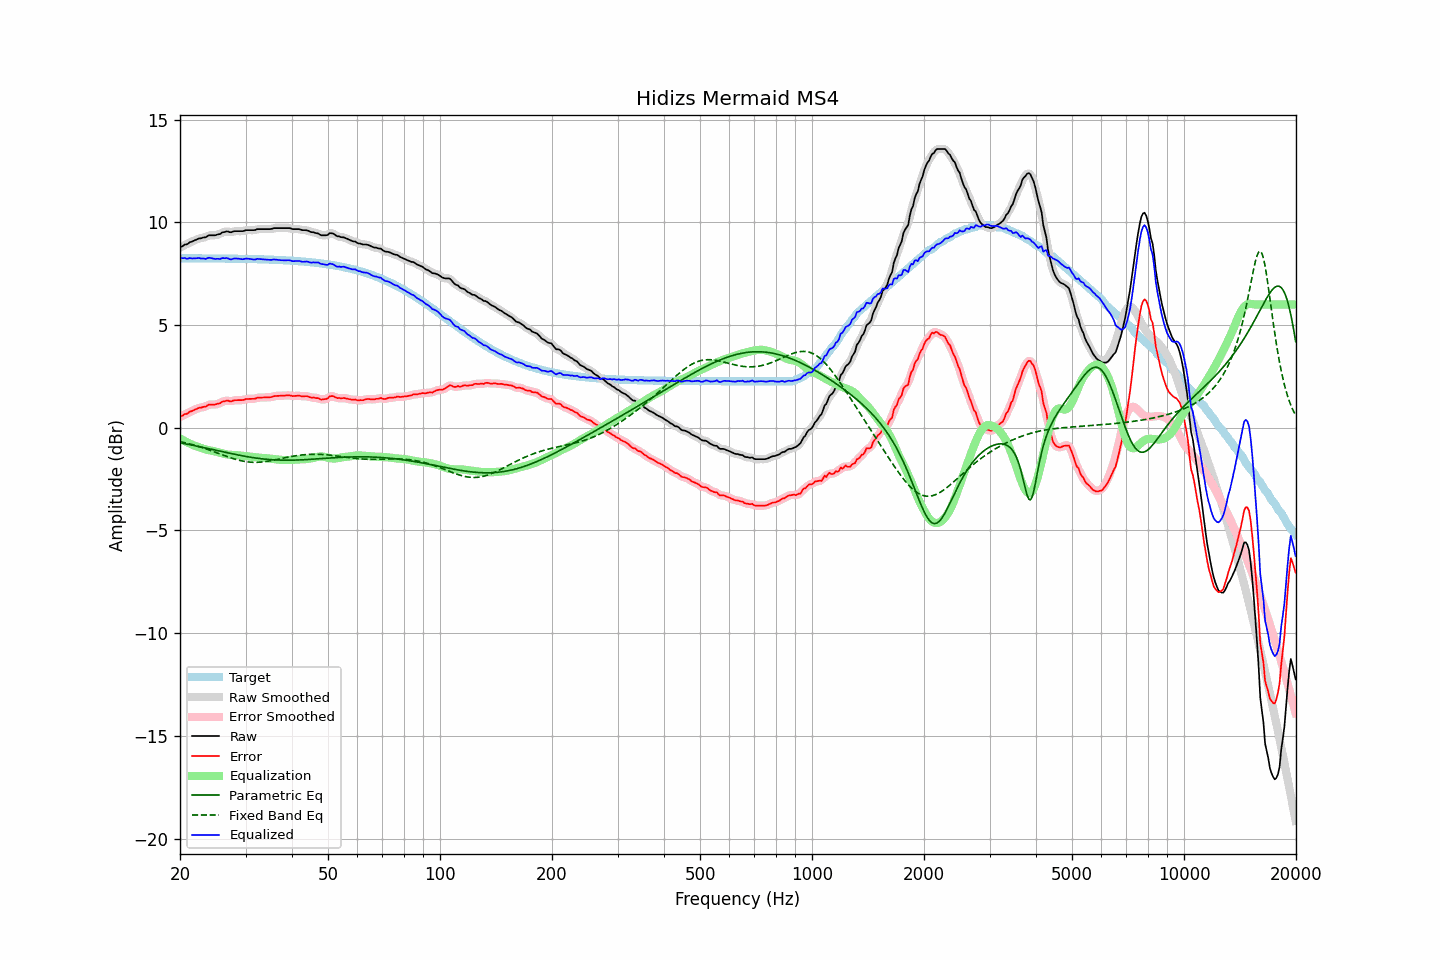 Hidizs Mermaid MS4
Amplitude (dBr)
15
10
5
0
−5
−10
−15
−20
Target
Raw Smoothed
Error Smoothed
Raw
Error
Equalization
Parametric Eq
Fixed Band Eq
Equalized
20 50 100 200 500 1000 2000 5000 10000 20000
Frequency (Hz)